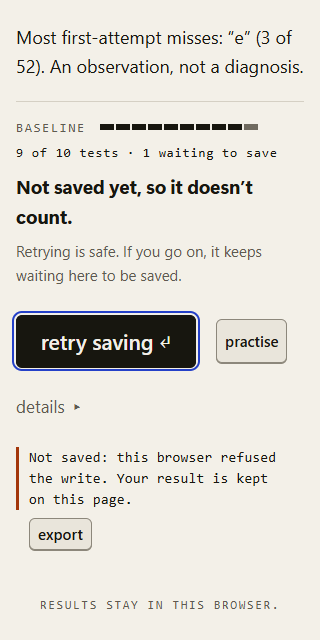 Most first-attempt misses: “e” (3 of
52). An observation, not a diagnosis.
BASELINE
9 of 10 tests · 1 waiting to save
Not saved yet, so it doesn’t
count.
Retrying is safe. If you go on, it keeps
waiting here to be saved.
retry saving ↵
practise
details ▸
Not saved: this browser refused
the write. Your result is kept
on this page.
export
RESULTS STAY IN THIS BROWSER.